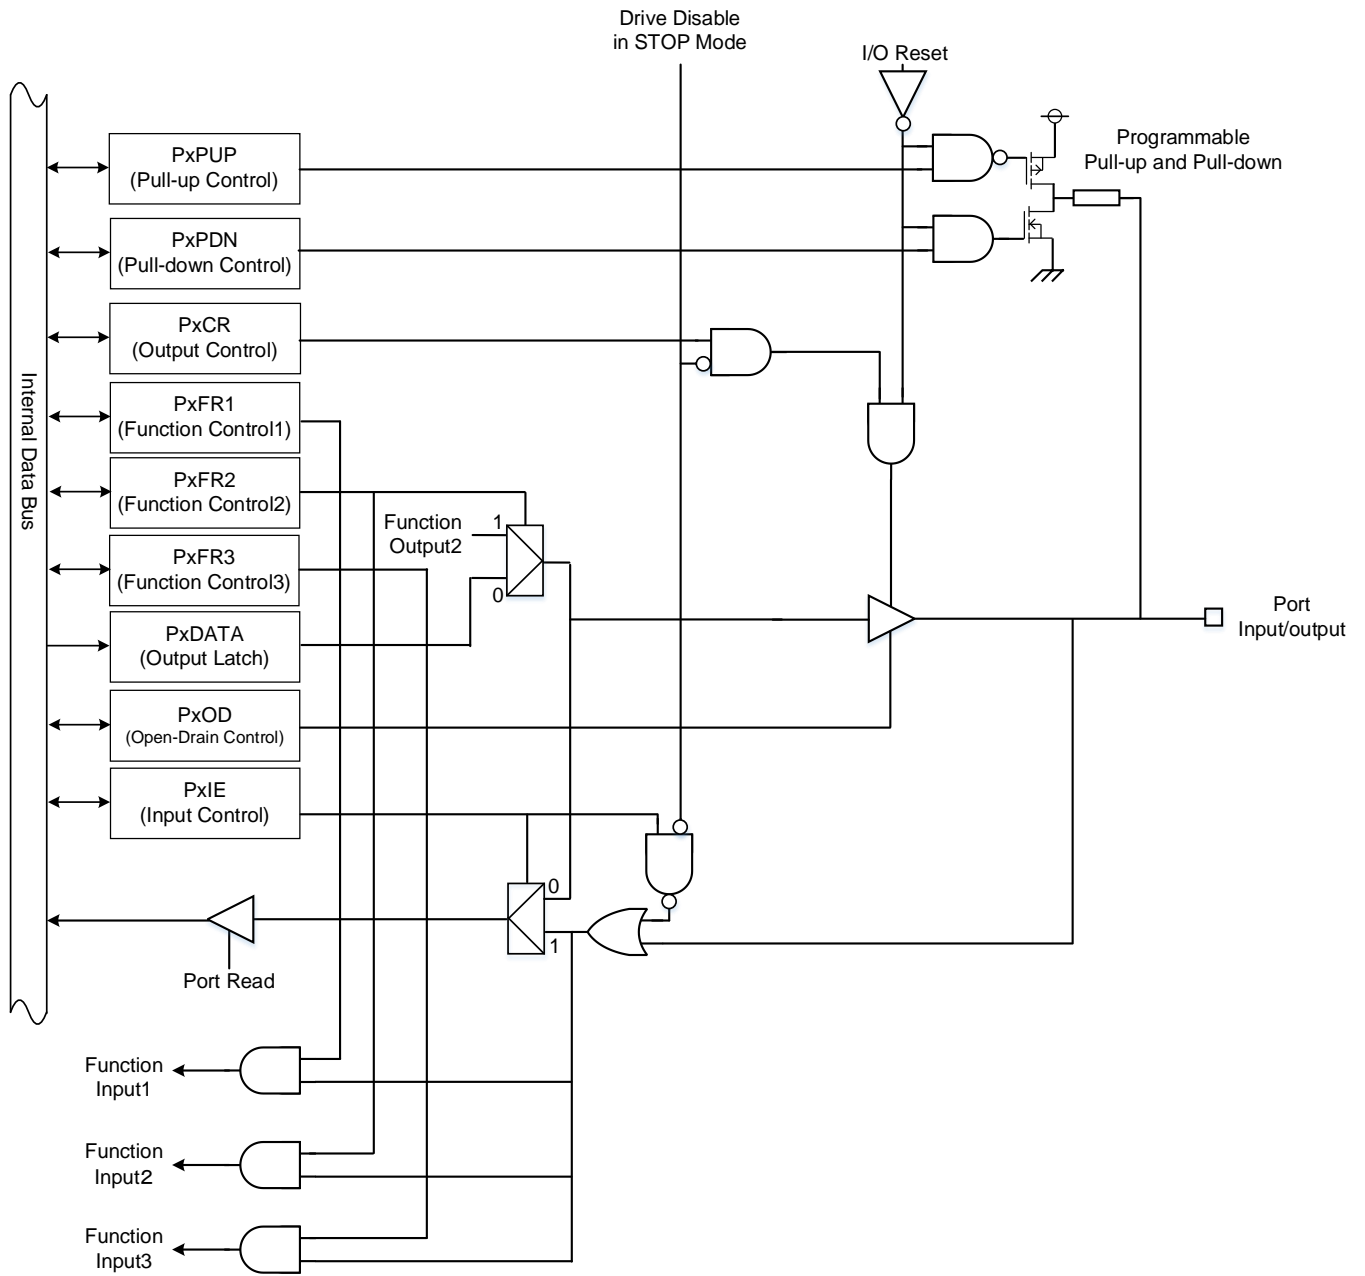 Drive Disable
in STOP Mode
I/O Reset
Programmable
Pull-up and Pull-down
PxPUP
(Pull-up Control)
PxPDN
(Pull-down Control)
PxCR
(Output Control)
Internal Data Bus
PxFR1
(Function Control1)
PxFR2
(Function Control2)
Function
Output2
1
0
PxFR3
(Function Control3)
PxDATA
(Output Latch)
Port
Input/output
PxOD
(Open-Drain Control)
PxIE
(Input Control)
0
1
Port Read
Function
Input1
Function
Input2
Function
Input3